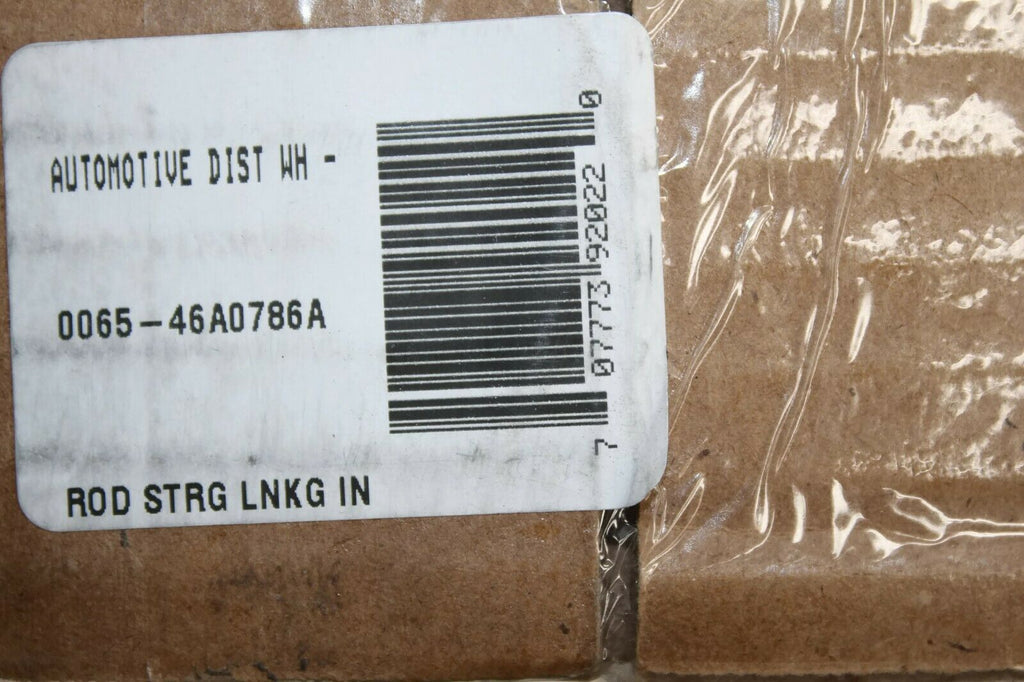 AUTOMOTIVE DIST WH -
0065-46A0786A
ROD STRG LNKG IN
7 07773 92022 0